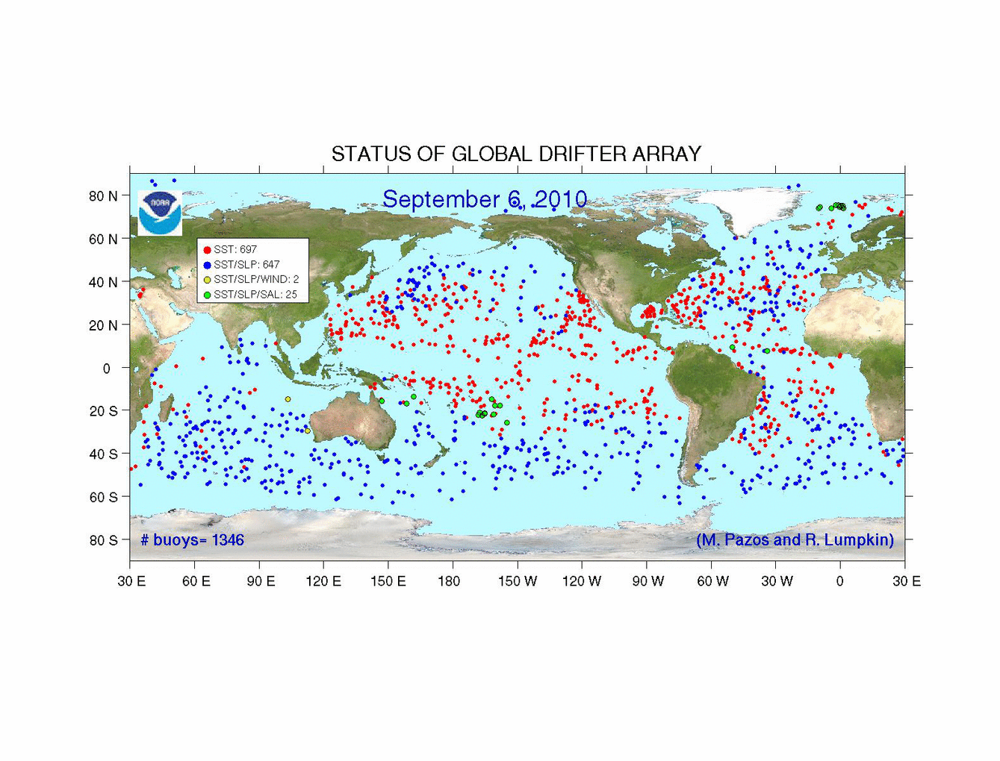 STATUS OF GLOBAL DRIFTER ARRAY
80 N
September 6, 2010
NOAA
60 N
SST: 697
SST/SLP: 647
SST/SLP/WIND: 2
SST/SLP/SAL: 25
40 N
20 N
0
20 S
40 S
60 S
80 S
# buoys= 1346
(M. Pazos and R. Lumpkin)
30 E 60 E 90 E 120 E 150 E 180 150 W 120 W 90 W 60 W 30 W 0 30 E